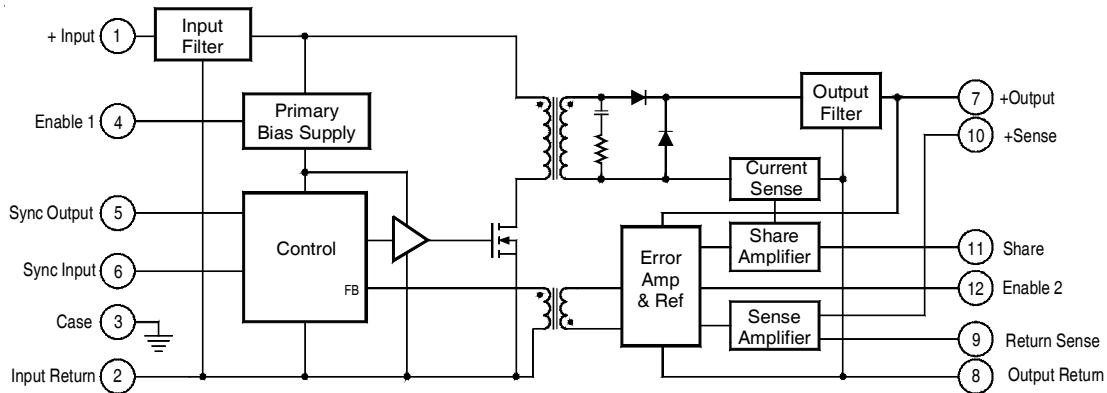 + Input
1
Input
Filter
Enable 1
4
Primary
Bias Supply
Output
Filter
7
+Output
10
+Sense
Current
Sense
Sync Output
5
Control
FB
Sync Input
6
Error
Amp
& Ref
Share
Amplifier
11
Share
12
Enable 2
Case
3
Sense
Amplifier
9
Return Sense
Input Return
2
8
Output Return